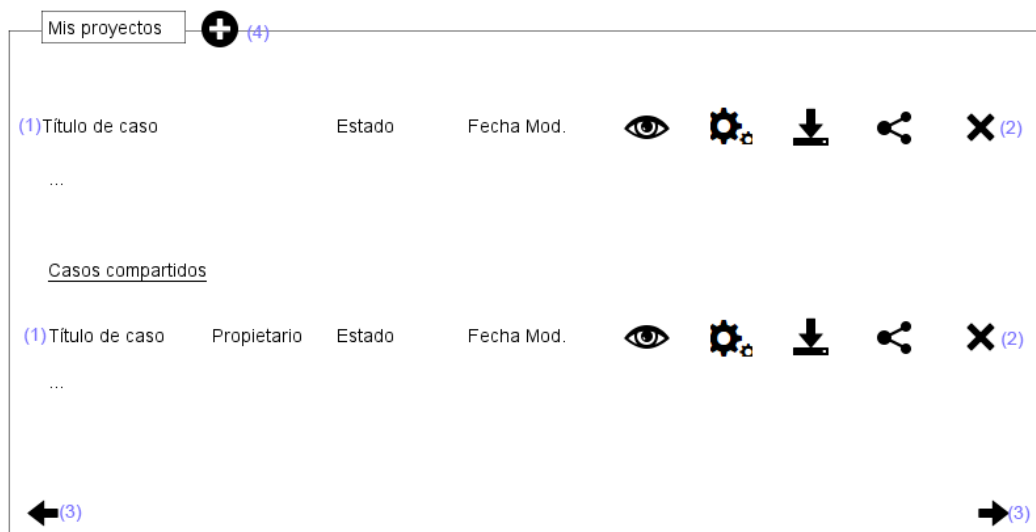 Mis proyectos (4)
(1) Título de caso Estado Fecha Mod. (2)
...
Casos compartidos
(1) Título de caso Propietario Estado Fecha Mod. (2)
...
(3) (3)